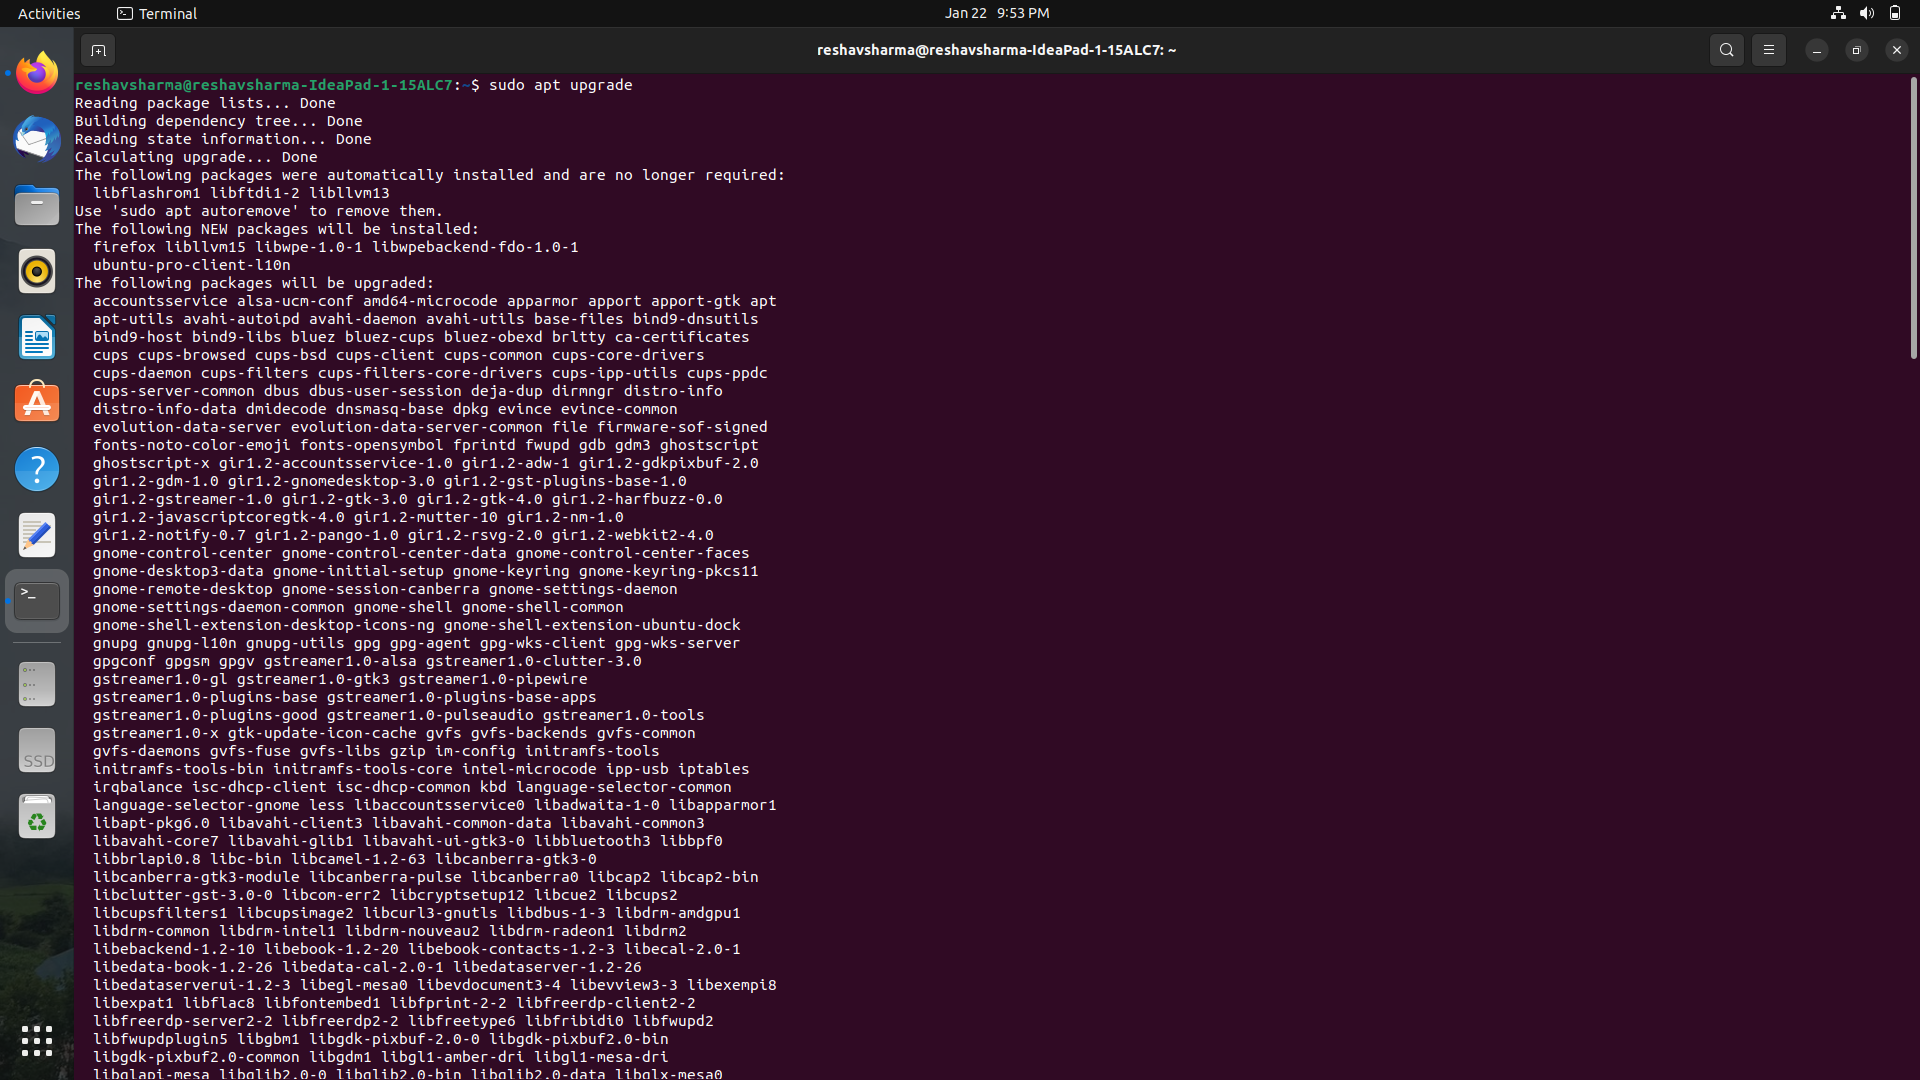 Activities
Terminal
Jan 22 9:53 PM
reshavsharma@reshavsharma-IdeaPad-1-15ALC7: ~
reshavsharma@reshavsharma-IdeaPad-1-15ALC7:~$ sudo apt upgrade
Reading package lists... Done
Building dependency tree... Done
Reading state information... Done
Calculating upgrade... Done
The following packages were automatically installed and are no longer required:
libflashrom1 libftdi1-2 libllvm13
Use 'sudo apt autoremove' to remove them.
The following NEW packages will be installed:
firefox libllvm15 libwpe-1.0-1 libwpebackend-fdo-1.0-1
ubuntu-pro-client-l10n
The following packages will be upgraded:
accountsservice alsa-ucm-conf amd64-microcode apparmor apport apport-gtk apt
apt-utils avahi-autoipd avahi-daemon avahi-utils base-files bind9-dnsutils
bind9-host bind9-libs bluez bluez-cups bluez-obexd brltty ca-certificates
cups cups-browsed cups-bsd cups-client cups-common cups-core-drivers
cups-daemon cups-filters cups-filters-core-drivers cups-ipp-utils cups-ppdc
cups-server-common dbus dbus-user-session deja-dup dirmngr distro-info
distro-info-data dmidecode dnsmasq-base dpkg evince evince-common
evolution-data-server evolution-data-server-common file firmware-sof-signed
fonts-noto-color-emoji fonts-opensymbol fprintd fwupd gdb gdm3 ghostscript
ghostscript-x gir1.2-accountsservice-1.0 gir1.2-adw-1 gir1.2-gdkpixbuf-2.0
gir1.2-gdm-1.0 gir1.2-gnomedesktop-3.0 gir1.2-gst-plugins-base-1.0
gir1.2-gstreamer-1.0 gir1.2-gtk-3.0 gir1.2-gtk-4.0 gir1.2-harfbuzz-0.0
gir1.2-javascriptcoregtk-4.0 gir1.2-mutter-10 gir1.2-nm-1.0
gir1.2-notify-0.7 gir1.2-pango-1.0 gir1.2-rsvg-2.0 gir1.2-webkit2-4.0
gnome-control-center gnome-control-center-data gnome-control-center-faces
gnome-desktop3-data gnome-initial-setup gnome-keyring gnome-keyring-pkcs11
gnome-remote-desktop gnome-session-canberra gnome-settings-daemon
gnome-settings-daemon-common gnome-shell gnome-shell-common
gnome-shell-extension-desktop-icons-ng gnome-shell-extension-ubuntu-dock
gnupg gnupg-l10n gnupg-utils gpg gpg-agent gpg-wks-client gpg-wks-server
gpgconf gpgsm gpgv gstreamer1.0-alsa gstreamer1.0-clutter-3.0
gstreamer1.0-gl gstreamer1.0-gtk3 gstreamer1.0-pipewire
gstreamer1.0-plugins-base gstreamer1.0-plugins-base-apps
gstreamer1.0-plugins-good gstreamer1.0-pulseaudio gstreamer1.0-tools
gstreamer1.0-x gtk-update-icon-cache gvfs gvfs-backends gvfs-common
gvfs-daemons gvfs-fuse gvfs-libs gzip im-config initramfs-tools
initramfs-tools-bin initramfs-tools-core intel-microcode ipp-usb iptables
irqbalance isc-dhcp-client isc-dhcp-common kbd language-selector-common
language-selector-gnome less libaccountsservice0 libadwaita-1-0 libapparmor1
libapt-pkg6.0 libavahi-client3 libavahi-common-data libavahi-common3
libavahi-core7 libavahi-glib1 libavahi-ui-gtk3-0 libbluetooth3 libbpf0
libbrlapi0.8 libc-bin libcamel-1.2-63 libcanberra-gtk3-0
libcanberra-gtk3-module libcanberra-pulse libcanberra0 libcap2 libcap2-bin
libclutter-gst-3.0-0 libcom-err2 libcryptsetup12 libcue2 libcups2
libcupsfilters1 libcupsimage2 libcurl3-gnutls libdbus-1-3 libdrm-amdgpu1
libdrm-common libdrm-intel1 libdrm-nouveau2 libdrm-radeon1 libdrm2
libebackend-1.2-10 libebook-1.2-20 libebook-contacts-1.2-3 libecal-2.0-1
libedata-book-1.2-26 libedata-cal-2.0-1 libedataserver-1.2-26
libedataserverui-1.2-3 libegl-mesa0 libevdocument3-4 libevview3-3 libexempi8
libexpat1 libflac8 libfontembed1 libfprint-2-2 libfreerdp-client2-2
libfreerdp-server2-2 libfreerdp2-2 libfreetype6 libfribidi0 libfwupd2
libfwupdplugin5 libgbm1 libgdk-pixbuf-2.0-0 libgdk-pixbuf2.0-bin
libgdk-pixbuf2.0-common libgdm1 libgl1-amber-dri libgl1-mesa-dri
libglapi-mesa libglib2.0-0 libglib2.0-bin libglib2.0-data libglx-mesa0
SSD